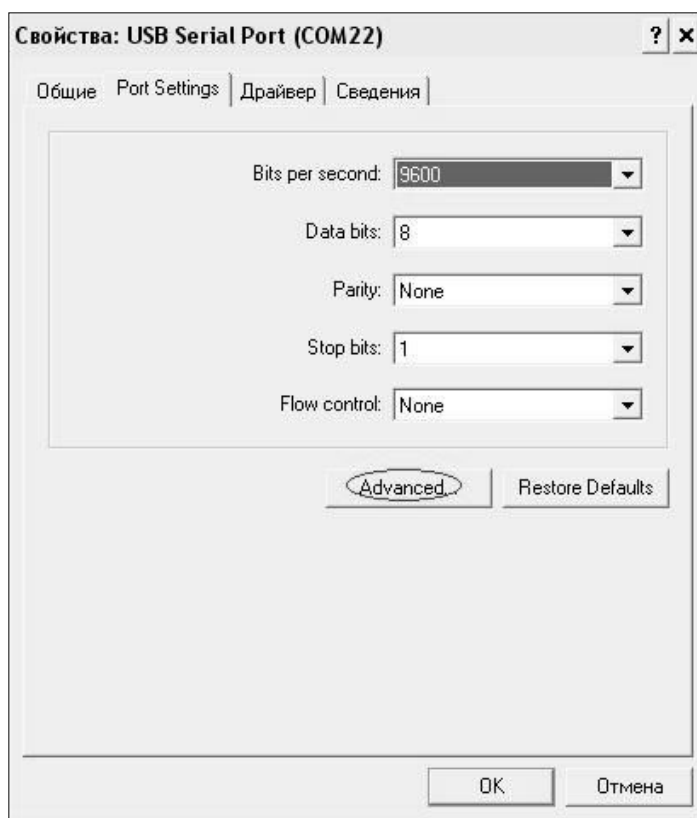 Свойства: USB Serial Port (COM22)
Общие Port Settings Драйвер Сведения
Bits per second: 9600
Data bits: 8
Parity: None
Stop bits: 1
Flow control: None
Advanced... Restore Defaults
OK Отмена